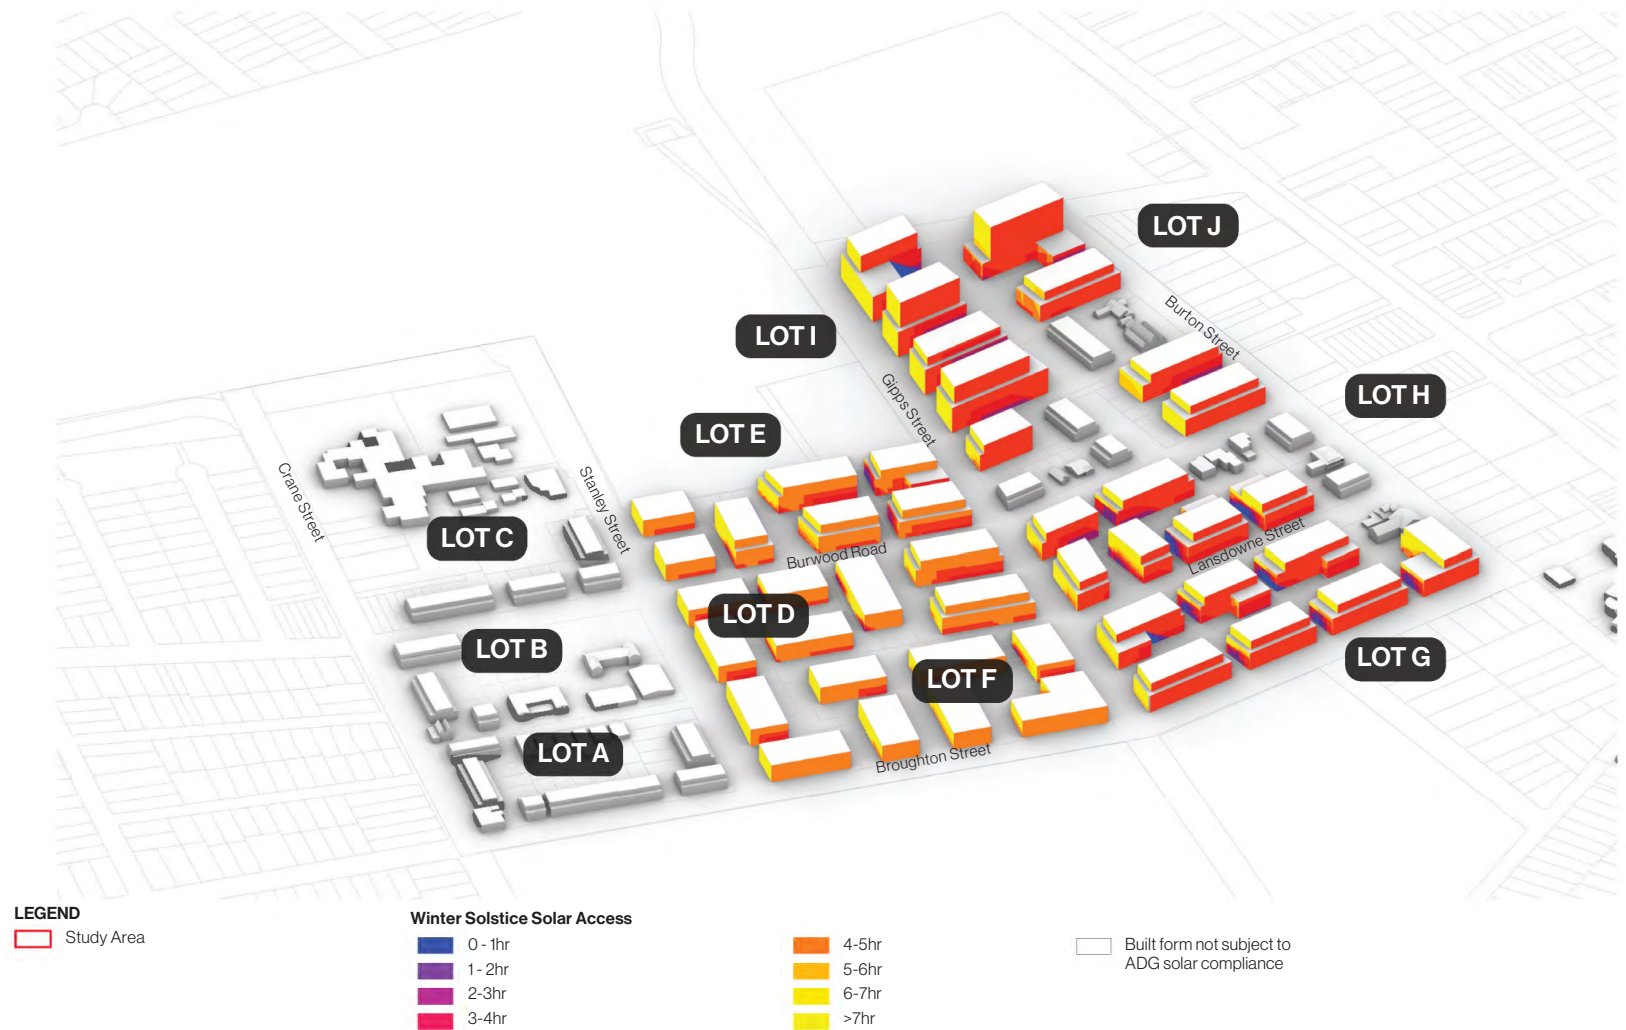 LOT J
Burton Street
LOT I
LOT H
Gipps Street
LOT E
Crane Street
Stanley Street
LOT C
Burwood Road
Lansdowne Street
LOT D
LOT B
LOT F
LOT G
LOT A
Broughton Street
LEGEND
Study Area
Winter Solstice Solar Access
0 - 1hr
1 - 2hr
2-3hr
3-4hr
4-5hr
5-6hr
6-7hr
>7hr
Built form not subject to
ADG solar compliance